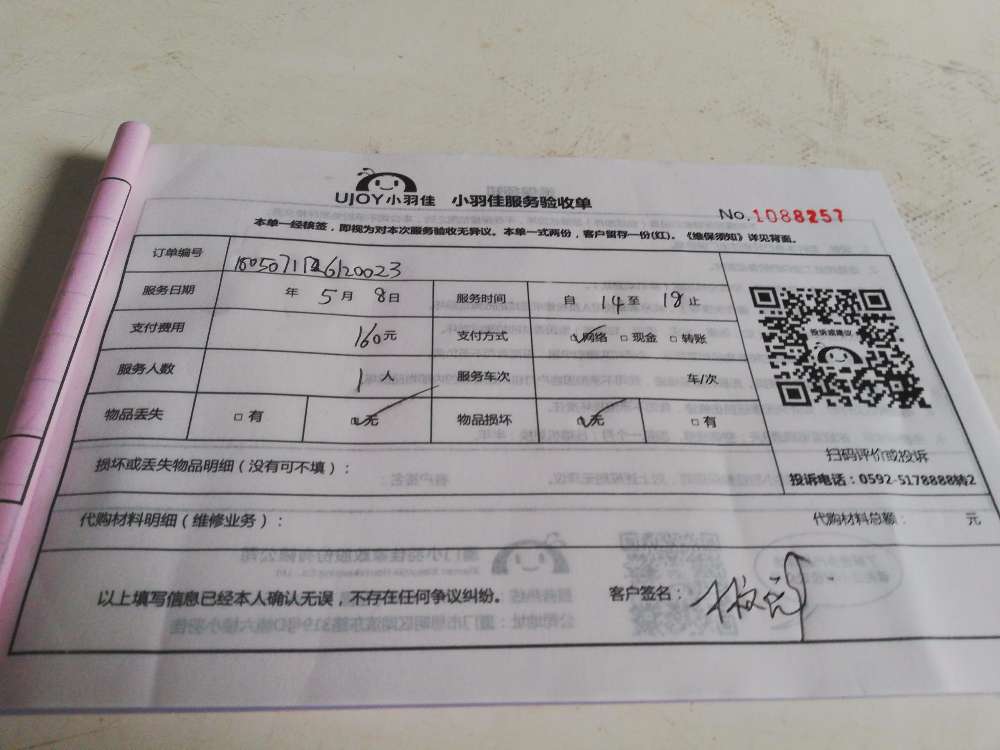 UJOY小羽佳 小羽佳服务验收单
No.1088257
本单一经核签，即视为对本次服务验收无异议。本单一式两份，客户留存一份(红)。《维保须知》详见背面。
订单编号
服务日期 年 5月 8日 服务时间 自 14 至 18 止
支付费用 160元 支付方式 ☑网络 □现金 □转账
服务人数 1人 服务车次 车/次
物品丢失 □有 ☑无 物品损坏 ☑无 □有
投诉或建议
扫码评价或投诉
投诉电话：0592-5178888转2
损坏或丢失物品明细（没有可不填）：
代购材料明细（维修业务）： 代购材料总额： 元
以上填写信息已经本人确认无误，不存在任何争议纠纷。 客户签名：